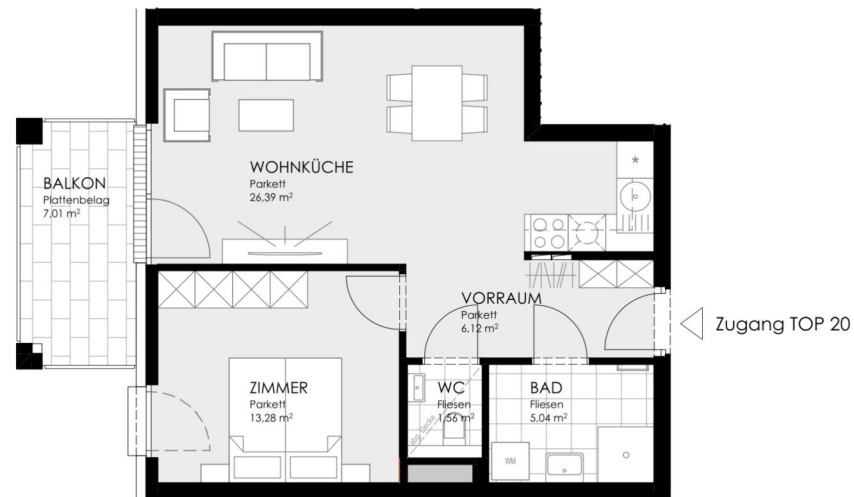 WOHNKÜCHE
Parkett
26,39 m²
BALKON
Plattenbelag
7,01 m²
VORRAUM
Parkett
6,12 m²
Zugang TOP 20
ZIMMER
Parkett
13,28 m²
WC
Fliesen
1,56 m²
BAD
Fliesen
5,04 m²
WM